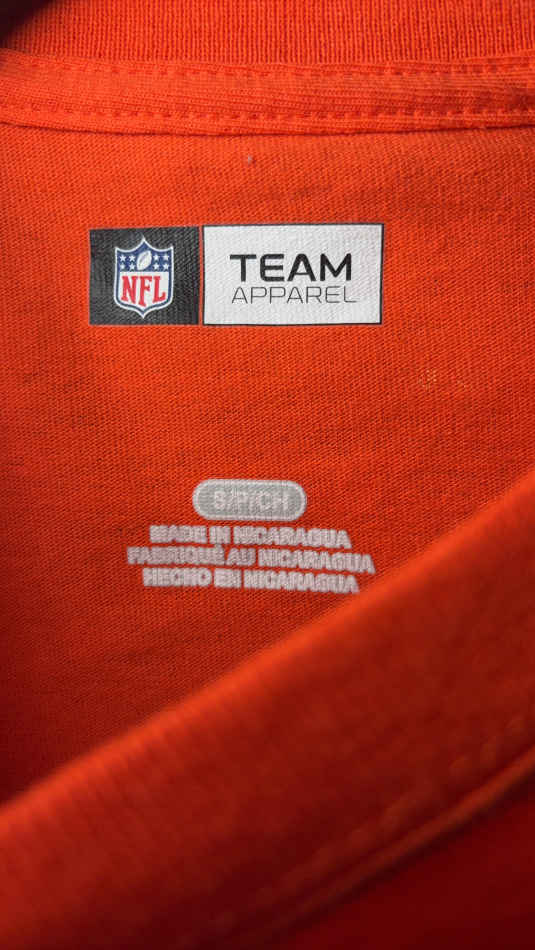 NFL
TEAM
APPAREL
S/P/CH
MADE IN NICARAGUA
FABRIQUÉ AU NICARAGUA
HECHO EN NICARAGUA